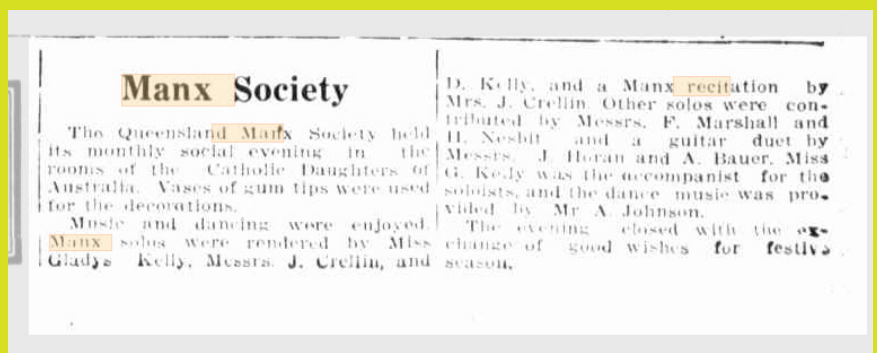 Manx Society
The Queensland Manx Society held
its monthly social evening in the
rooms of the Catholic Daughters of
Australia. Vases of gum tips were used
for the decorations.
Music and dancing were enjoyed.
Manx solos were rendered by Miss
Gladys Kelly, Messrs. J. Crellin, and
D. Kelly, and a Manx recitation by
Mrs. J. Crellin. Other solos were con-
tributed by Messrs. F. Marshall and
H. Nesbit and a guitar duet by
Messrs. J. Horan and A. Bauer. Miss
G. Kelly was the accompanist for the
soloists, and the dance music was pro-
vided by Mr A. Johnson.
The evening closed with the ex-
change of good wishes for festive
season.